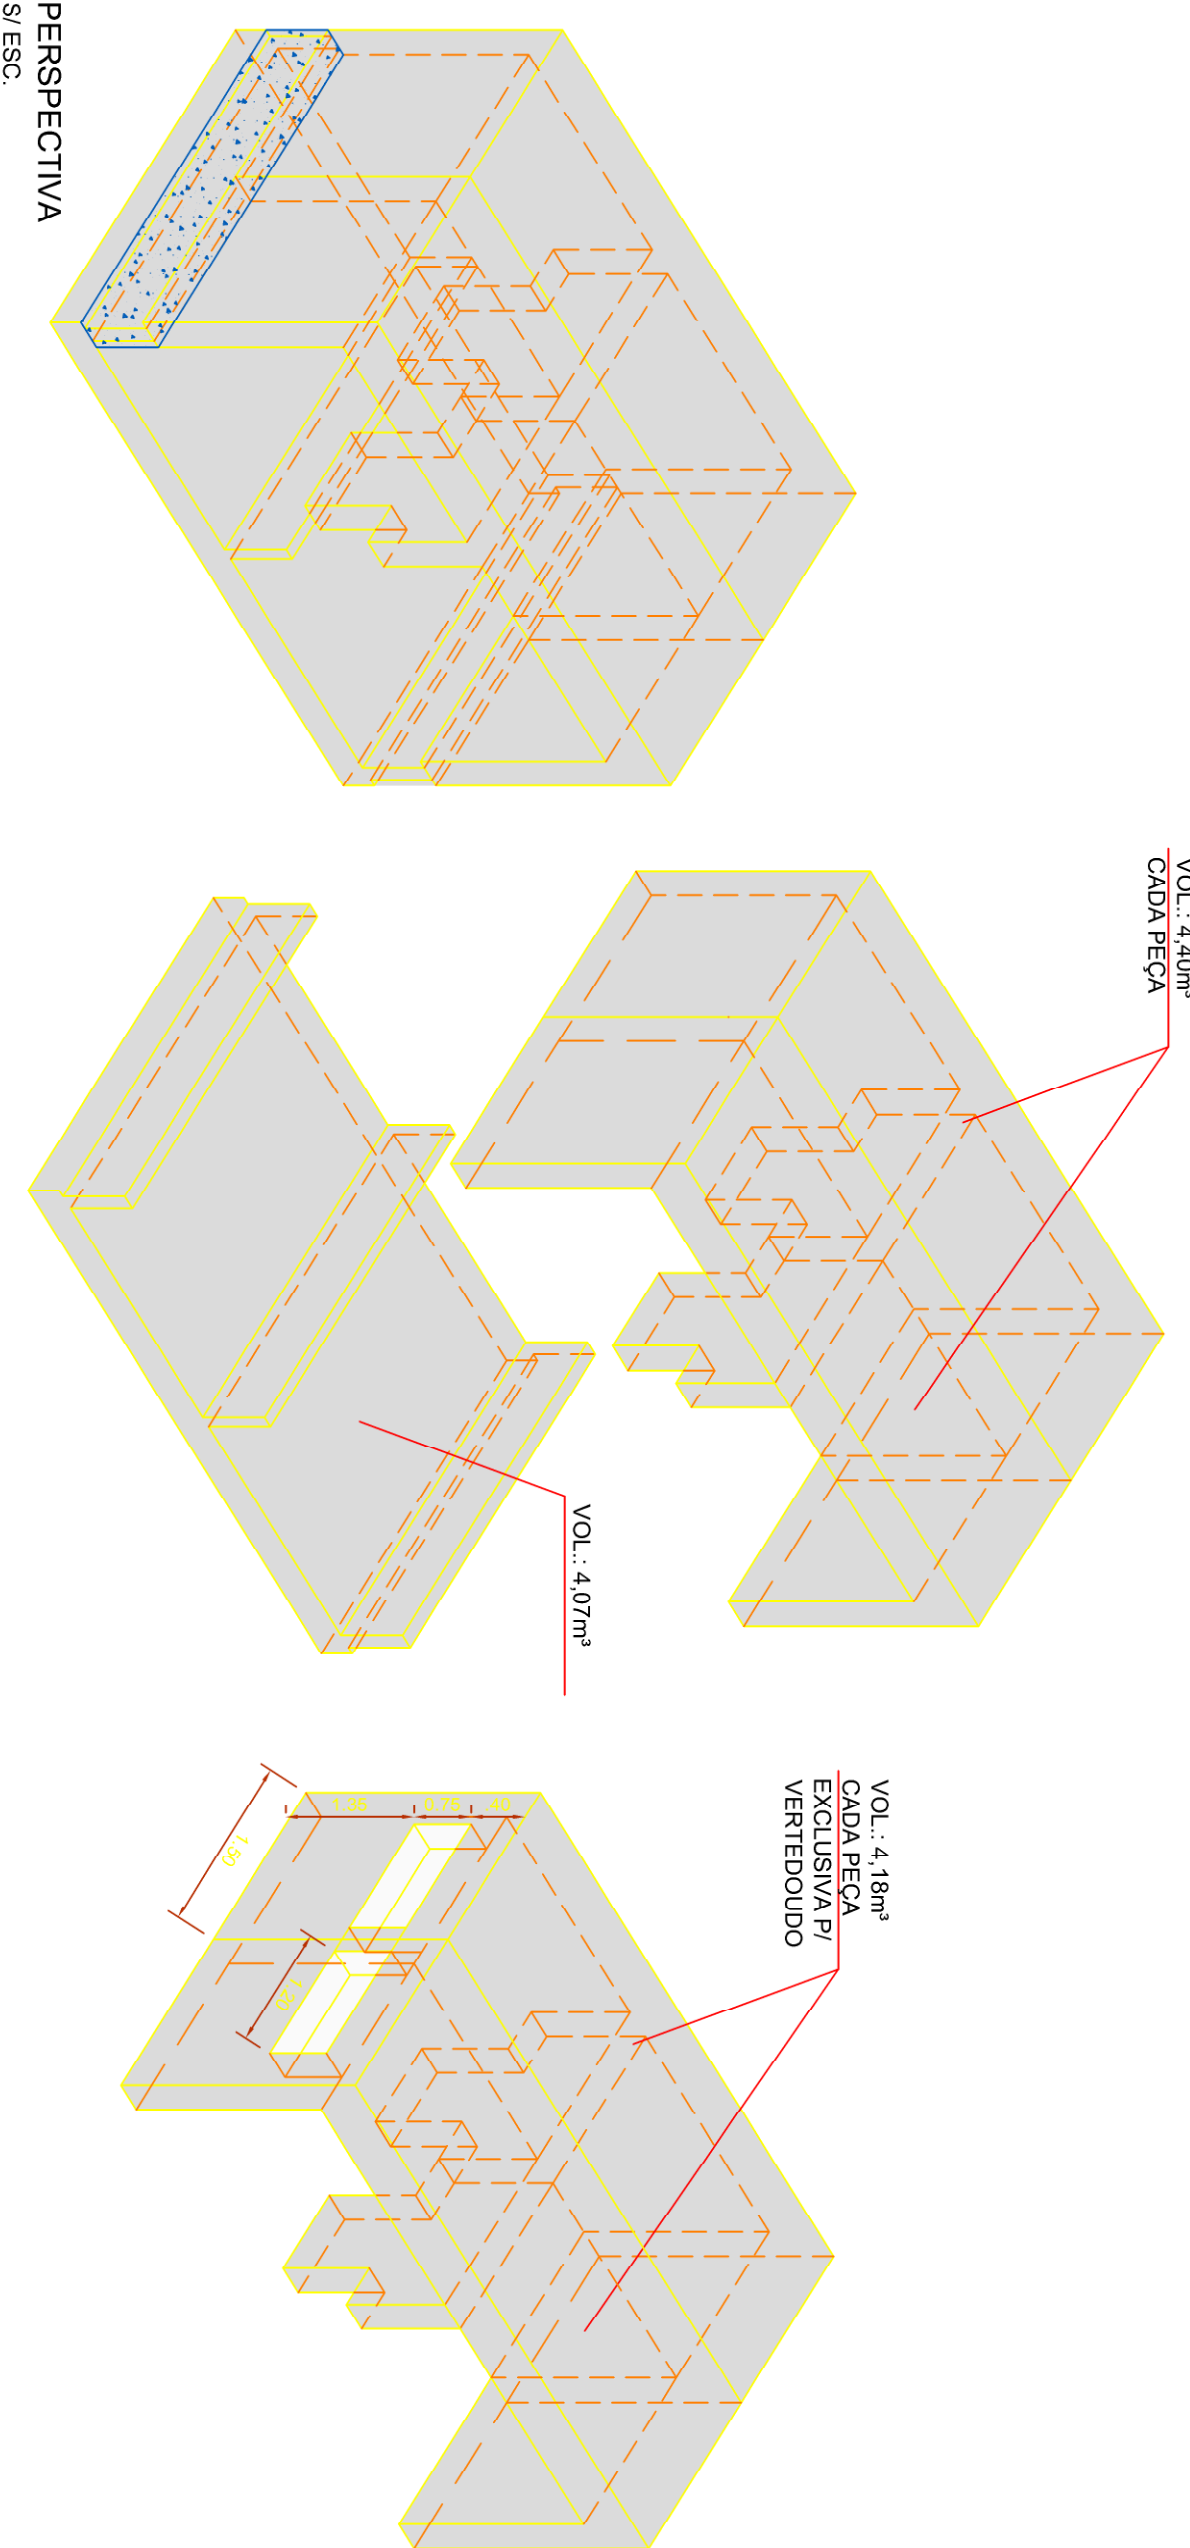 PERSPECTIVA
S/ ESC.
VOL.: 4,40m³
CADA PEÇA
VOL.: 4,07m³
VOL.: 4,18m³
CADA PEÇA
EXCLUSIVA P/
VERTEDOUDO
1.35
0.75
.40
1.50
1.20